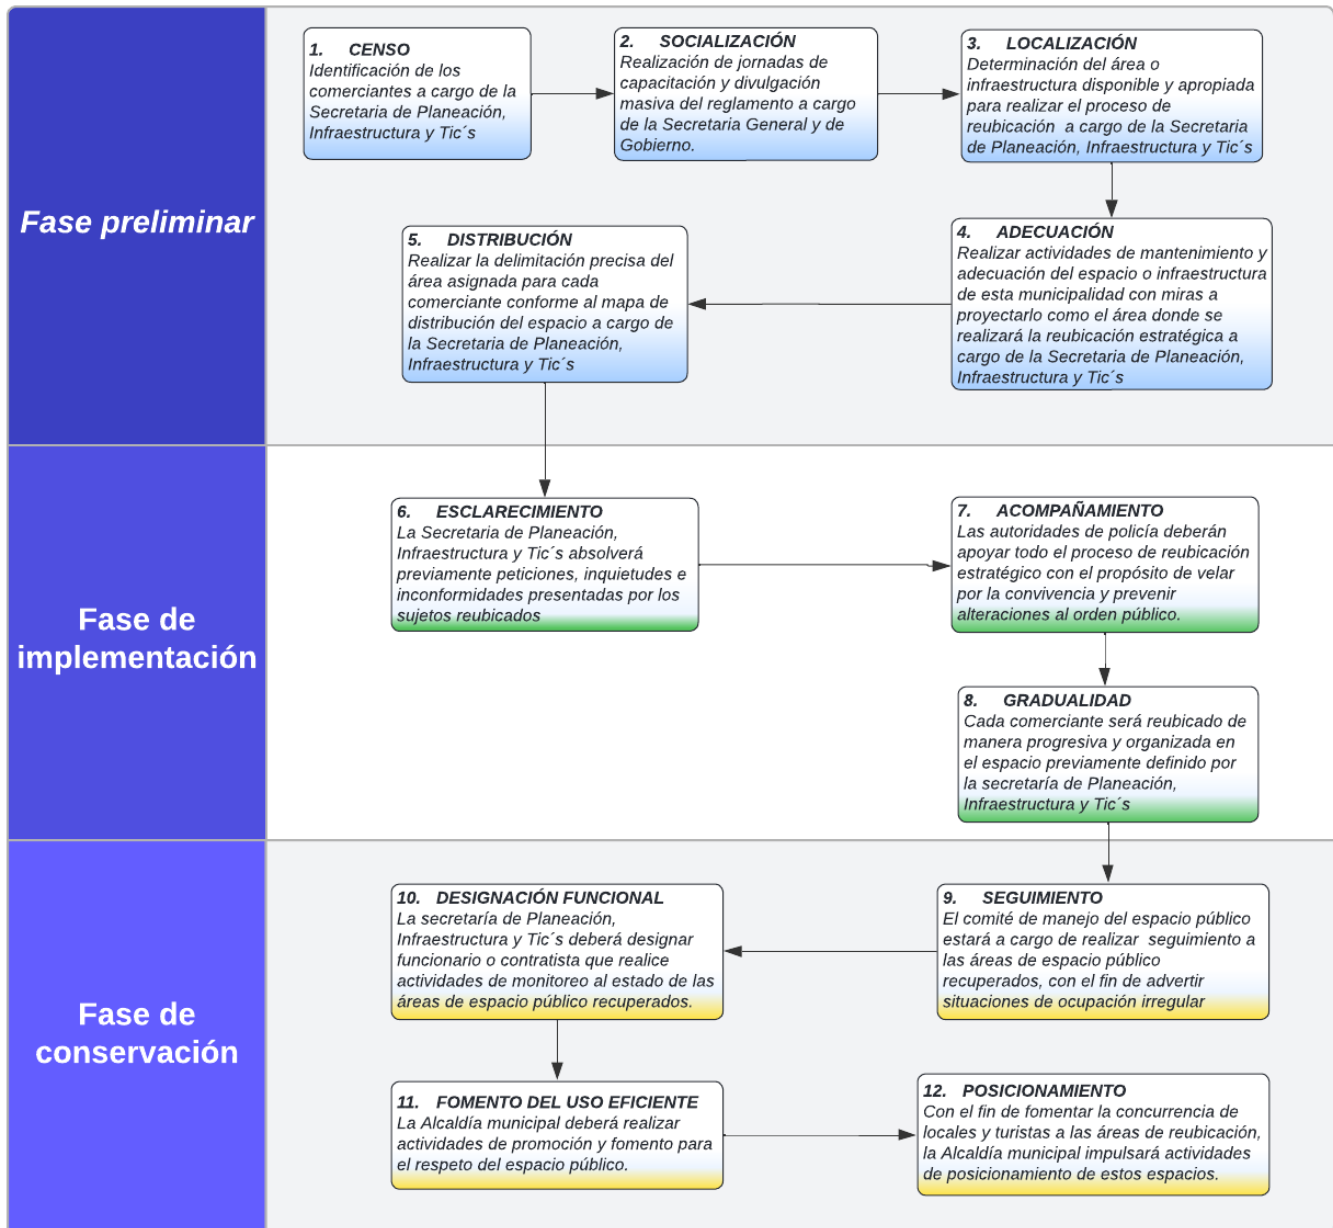 Fase preliminar
1. CENSO
Identificación de los
comerciantes a cargo de la
Secretaria de Planeación,
Infraestructura y Tic´s
2. SOCIALIZACIÓN
Realización de jornadas de
capacitación y divulgación
masiva del reglamento a cargo
de la Secretaria General y de
Gobierno.
3. LOCALIZACIÓN
Determinación del área o
infraestructura disponible y apropiada
para realizar el proceso de
reubicación a cargo de la Secretaria
de Planeación, Infraestructura y Tic´s
4. ADECUACIÓN
Realizar actividades de mantenimiento y
adecuación del espacio o infraestructura
de esta municipalidad con miras a
proyectarlo como el área donde se
realizará la reubicación estratégica a
cargo de la Secretaria de Planeación,
Infraestructura y Tic´s
5. DISTRIBUCIÓN
Realizar la delimitación precisa del
área asignada para cada
comerciante conforme al mapa de
distribución del espacio a cargo de
la Secretaria de Planeación,
Infraestructura y Tic´s
Fase de
implementación
6. ESCLARECIMIENTO
La Secretaria de Planeación,
Infraestructura y Tic´s absolverá
previamente peticiones, inquietudes e
inconformidades presentadas por los
sujetos reubicados
7. ACOMPAÑAMIENTO
Las autoridades de policía deberán
apoyar todo el proceso de reubicación
estratégico con el propósito de velar
por la convivencia y prevenir
alteraciones al orden público.
8. GRADUALIDAD
Cada comerciante será reubicado de
manera progresiva y organizada en
el espacio previamente definido por
la secretaría de Planeación,
Infraestructura y Tic´s
Fase de
conservación
9. SEGUIMIENTO
El comité de manejo del espacio público
estará a cargo de realizar seguimiento a
las áreas de espacio público
recuperados, con el fin de advertir
situaciones de ocupación irregular
10. DESIGNACIÓN FUNCIONAL
La secretaría de Planeación,
Infraestructura y Tic´s deberá designar
funcionario o contratista que realice
actividades de monitoreo al estado de las
áreas de espacio público recuperados.
11. FOMENTO DEL USO EFICIENTE
La Alcaldía municipal deberá realizar
actividades de promoción y fomento para
el respeto del espacio público.
12. POSICIONAMIENTO
Con el fin de fomentar la concurrencia de
locales y turistas a las áreas de reubicación,
la Alcaldía municipal impulsará actividades
de posicionamiento de estos espacios.